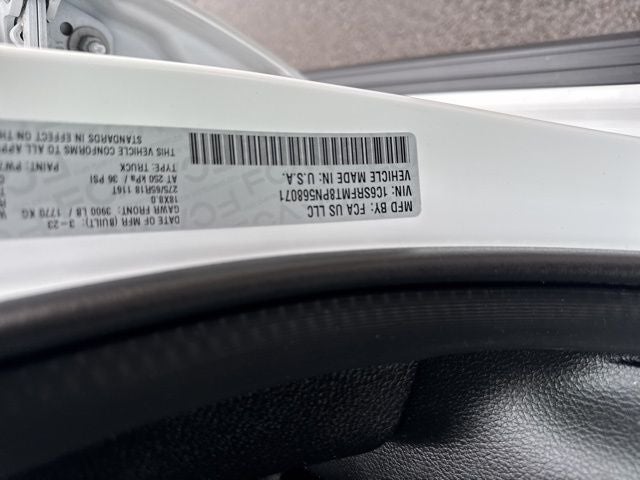 MFD BY: FCA US LLC
VIN: 1C6SRFMT8PN568071
VEHICLE MADE IN U.S.A.
DATE OF MFR (BUILT): 3-23
GAWR FRONT: 3900 LB / 1770 KG
18X8.0
275/65R18 116T
AT 250 kPa / 36 PSI
TYPE: TRUCK
PAINT: PW7
THIS VEHICLE CONFORMS TO ALL APP
STANDARDS IN EFFECT ON TH